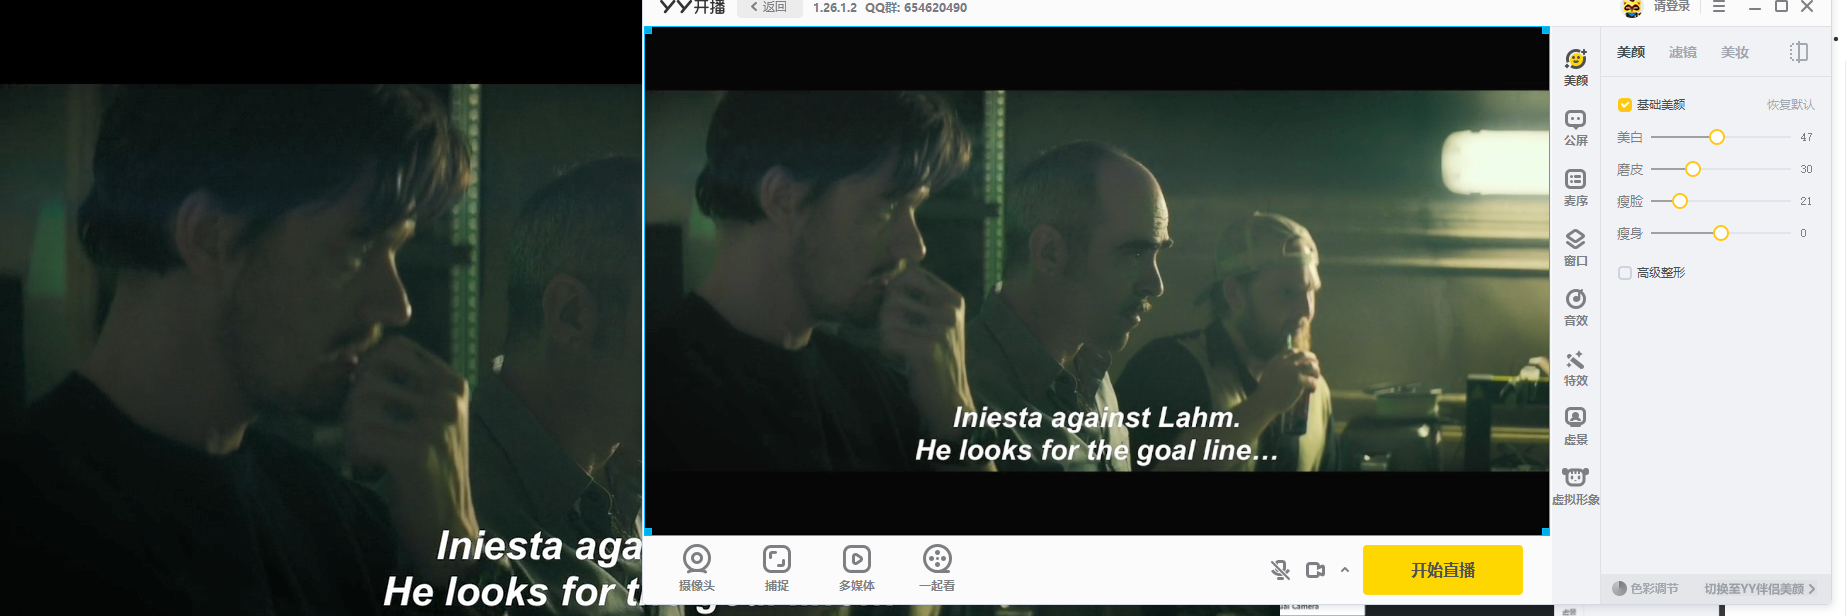 YY开播
返回
1.26.1.2 QQ群: 654620490
请登录
美颜
公屏
麦序
窗口
音效
特效
虚景
虚拟形象
美颜 滤镜 美妆
基础美颜 恢复默认
美白 47
磨皮 30
瘦脸 21
瘦身 0
高级整形
Iniesta against Lahm.
He looks for the goal line...
Iniesta aga
He looks for t
摄像头
捕捉
多媒体
一起看
开始直播
色彩调节 切换至YY伴侣美颜
Camera